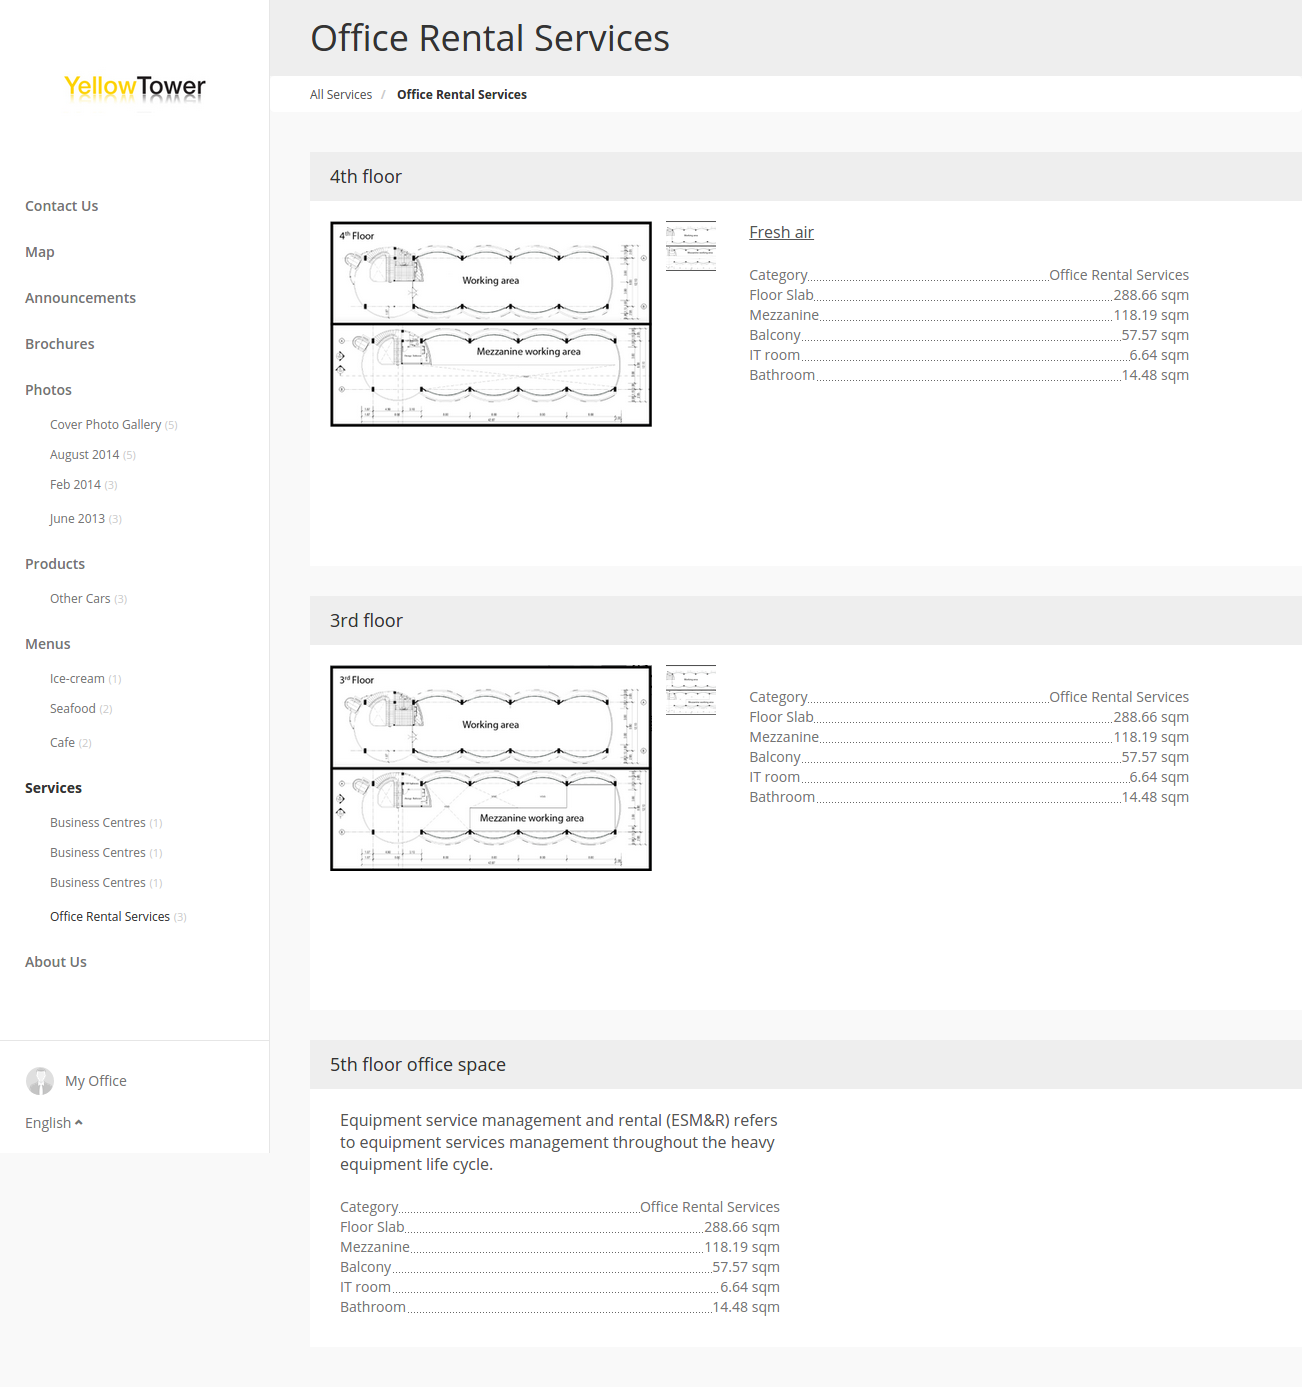 Office Rental Services
YellowTower
All Services / Office Rental Services
Contact Us
Map
Announcements
Brochures
Photos
Cover Photo Gallery (5)
August 2014 (5)
Feb 2014 (3)
June 2013 (3)
Products
Other Cars (3)
Menus
Ice-cream (1)
Seafood (2)
Cafe (2)
Services
Business Centres (1)
Business Centres (1)
Business Centres (1)
Office Rental Services (3)
About Us
My Office
English
4th floor
4th Floor
Working area
Mezzanine working area
Fresh air
Category Office Rental Services
Floor Slab 288.66 sqm
Mezzanine 118.19 sqm
Balcony 57.57 sqm
IT room 6.64 sqm
Bathroom 14.48 sqm
3rd floor
3rd Floor
Working area
Mezzanine working area
Category Office Rental Services
Floor Slab 288.66 sqm
Mezzanine 118.19 sqm
Balcony 57.57 sqm
IT room 6.64 sqm
Bathroom 14.48 sqm
5th floor office space
Equipment service management and rental (ESM&R) refers
to equipment services management throughout the heavy
equipment life cycle.
Category Office Rental Services
Floor Slab 288.66 sqm
Mezzanine 118.19 sqm
Balcony 57.57 sqm
IT room 6.64 sqm
Bathroom 14.48 sqm